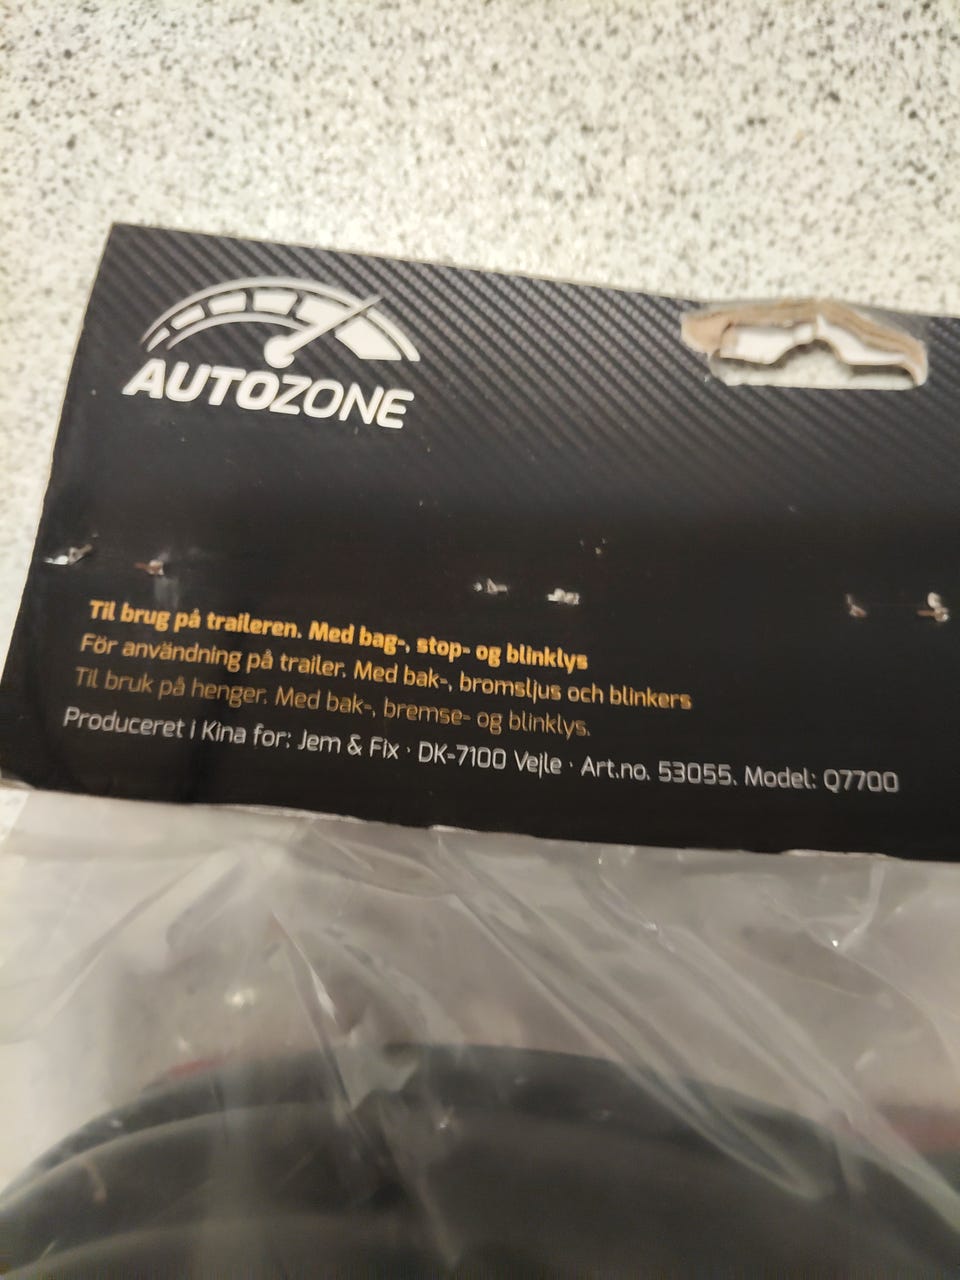 AUTOZONE
Til brug på traileren. Med bag-, stop- og blinklys
För användning på trailer. Med bak-, bromsljus och blinkers
Til bruk på henger. Med bak-, bremse- og blinklys.
Produceret i Kina for: Jem & Fix · DK-7100 Vejle · Art.no. 53055. Model: Q7700